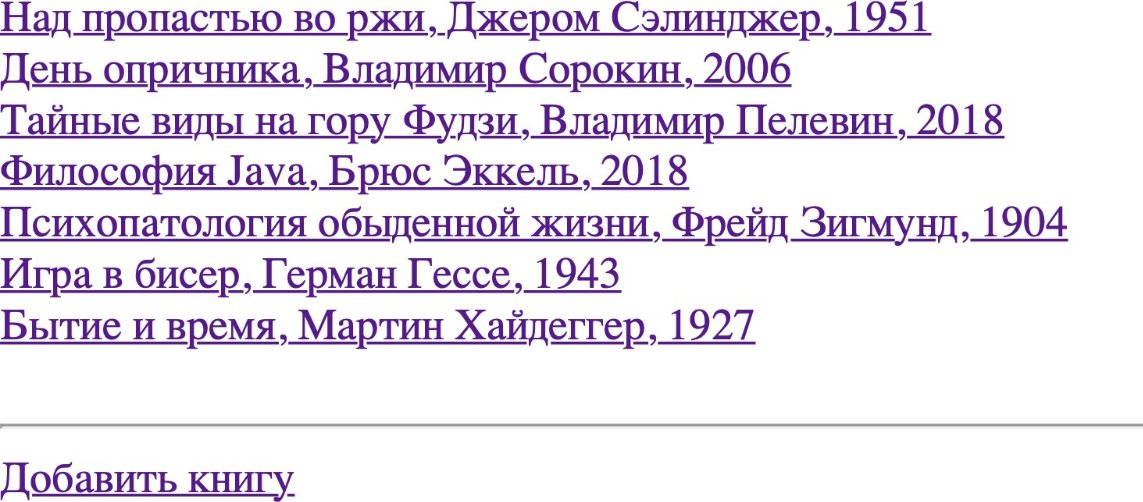 Над пропастью во ржи, Джером Сэлинджер, 1951
День опричника, Владимир Сорокин, 2006
Тайные виды на гору Фудзи, Владимир Пелевин, 2018
Философия Java, Брюс Эккель, 2018
Психопатология обыденной жизни, Фрейд Зигмунд, 1904
Игра в бисер, Герман Гессе, 1943
Бытие и время, Мартин Хайдеггер, 1927
Добавить книгу